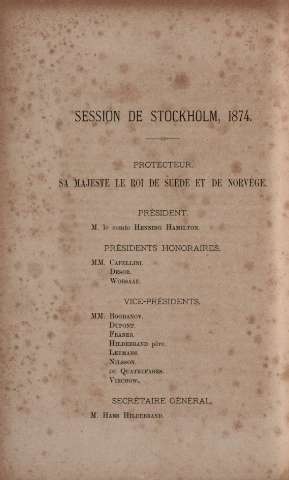 SESSION DE STOCKHOLM, 1874.
PROTECTEUR.
SA MAJESTE LE ROI DE SUÈDE ET DE NORVÈGE.
PRÉSIDENT.
M. le comte HENNING HAMILTON.
PRÉSIDENTS HONORAIRES.
MM. CAPELLINI.
DESOR.
WORSAAE.
VICE-PRÉSIDENTS.
MM. BOGDANOV.
DUPONT.
FRANKS.
HILDEBRAND père.
LEEMANS.
NILSSON.
DE QUATREFAGES.
VIRCHOW.
SECRÉTAIRE GÉNÉRAL.
M. HANS HILDEBRAND.